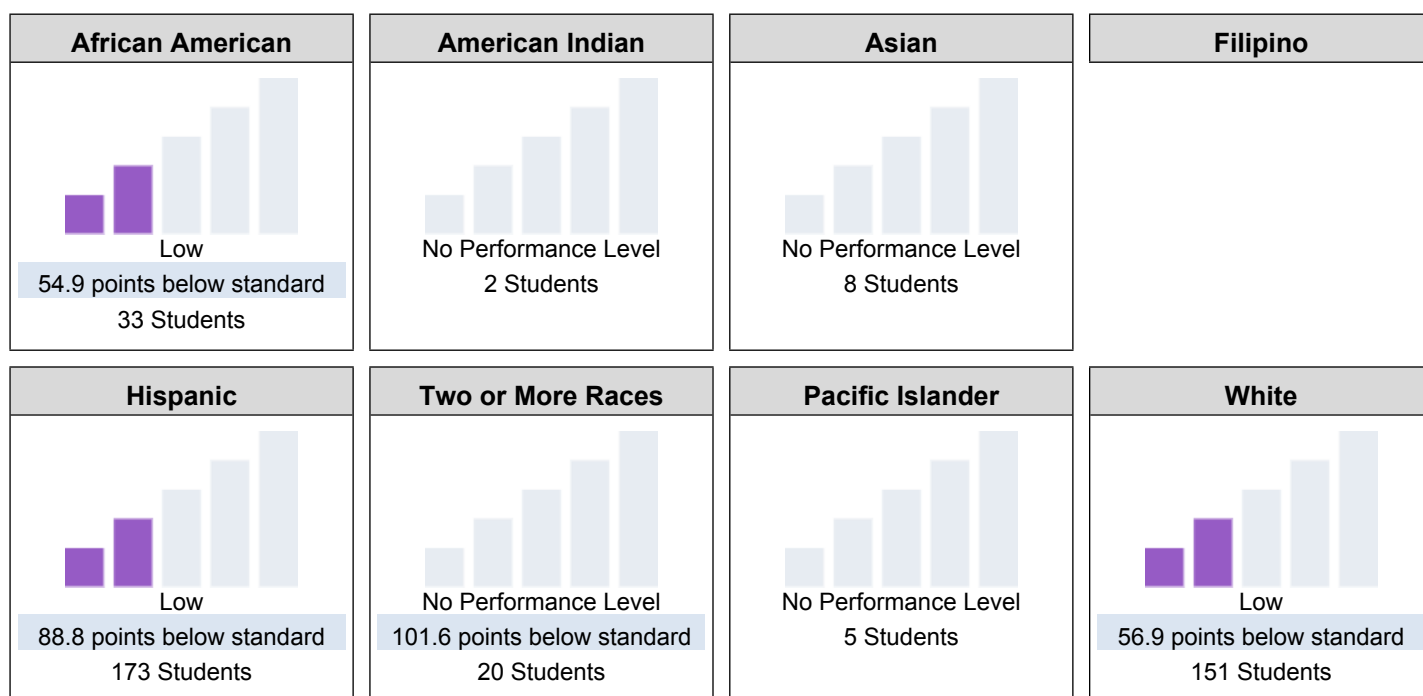 African American
Low
54.9 points below standard
33 Students
American Indian
No Performance Level
2 Students
Asian
No Performance Level
8 Students
Filipino
Hispanic
Low
88.8 points below standard
173 Students
Two or More Races
No Performance Level
101.6 points below standard
20 Students
Pacific Islander
No Performance Level
5 Students
White
Low
56.9 points below standard
151 Students